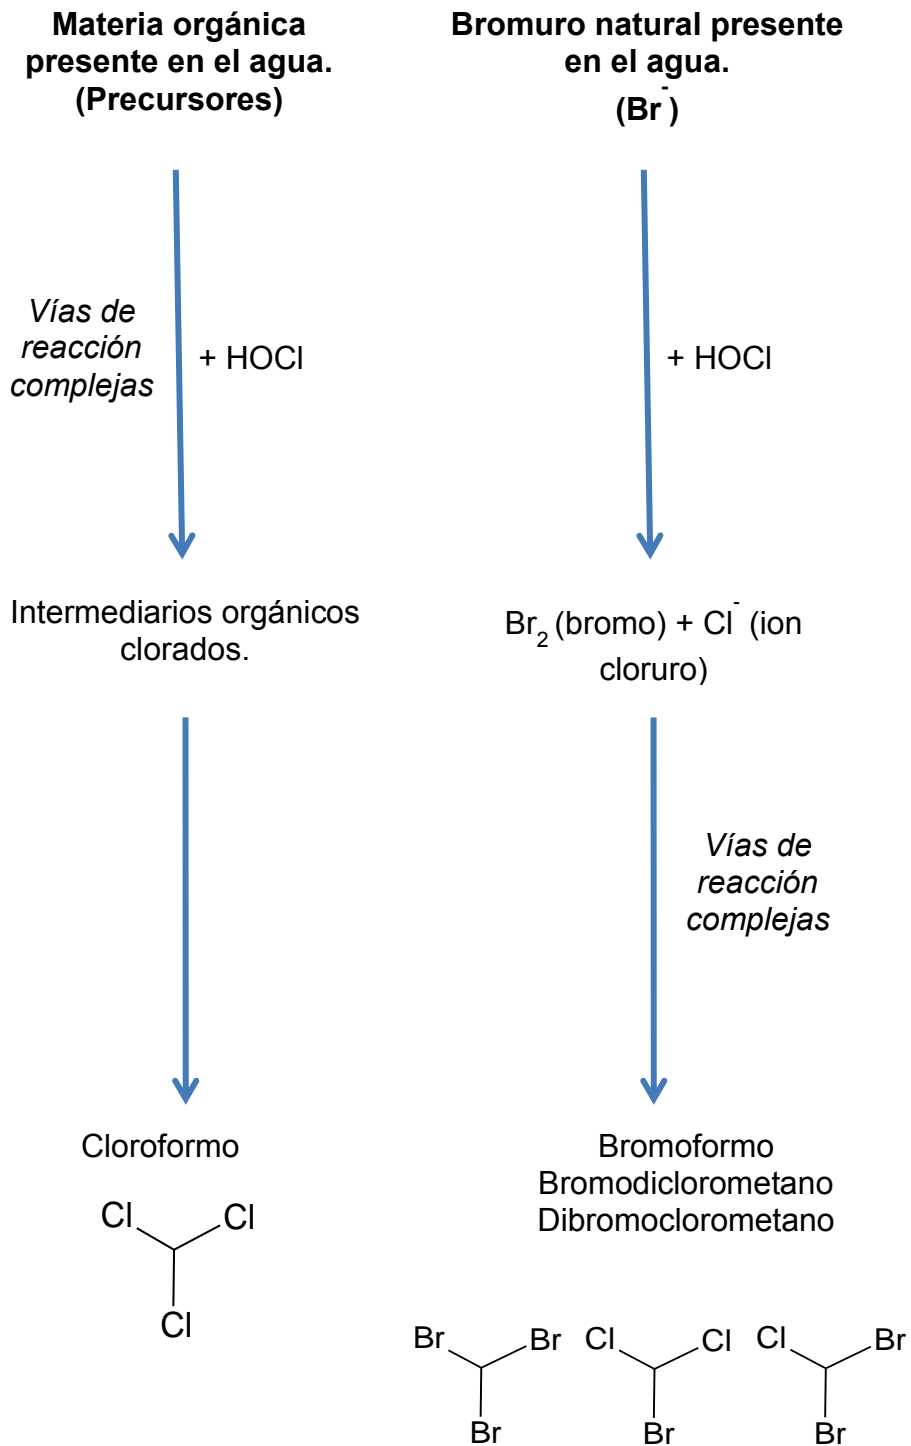 Materia orgánica
presente en el agua.
(Precursores)
Bromuro natural presente
en el agua.
(Br⁻)
Vías de
reacción
complejas
+ HOCl
+ HOCl
Intermediarios orgánicos
clorados.
Br₂ (bromo) + Cl⁻ (ion
cloruro)
Vías de
reacción
complejas
Cloroformo
Cl
Cl
Cl
Bromoformo
Bromodiclorometano
Dibromoclorometano
Br
Br
Br
Cl
Cl
Br
Cl
Br
Br